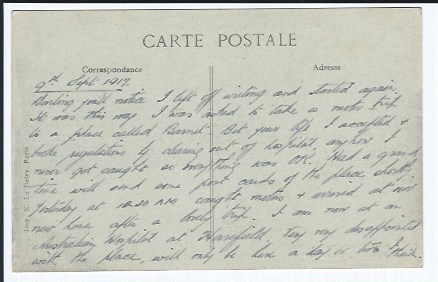 CARTE POSTALE
Correspondance
Adresse
9th Sept 1917.
Darling you'll notice I left off writing and started again.
It was this way I was asked to take a motor trip
to a place called Barnet. Bet your life I accepted &
broke regulations by clearing out of hospital anyhow I
never got caught so everything was OK. Had a grand
time will send some post cards of the place shortly.
Yesterday at 10.30 AM caught motors & arrived at our
new home after a lovely trip. I am now at an
Australian Hospital at Harefield. Very very disappointed
with the place, will only be here a day or two I think.
Paris